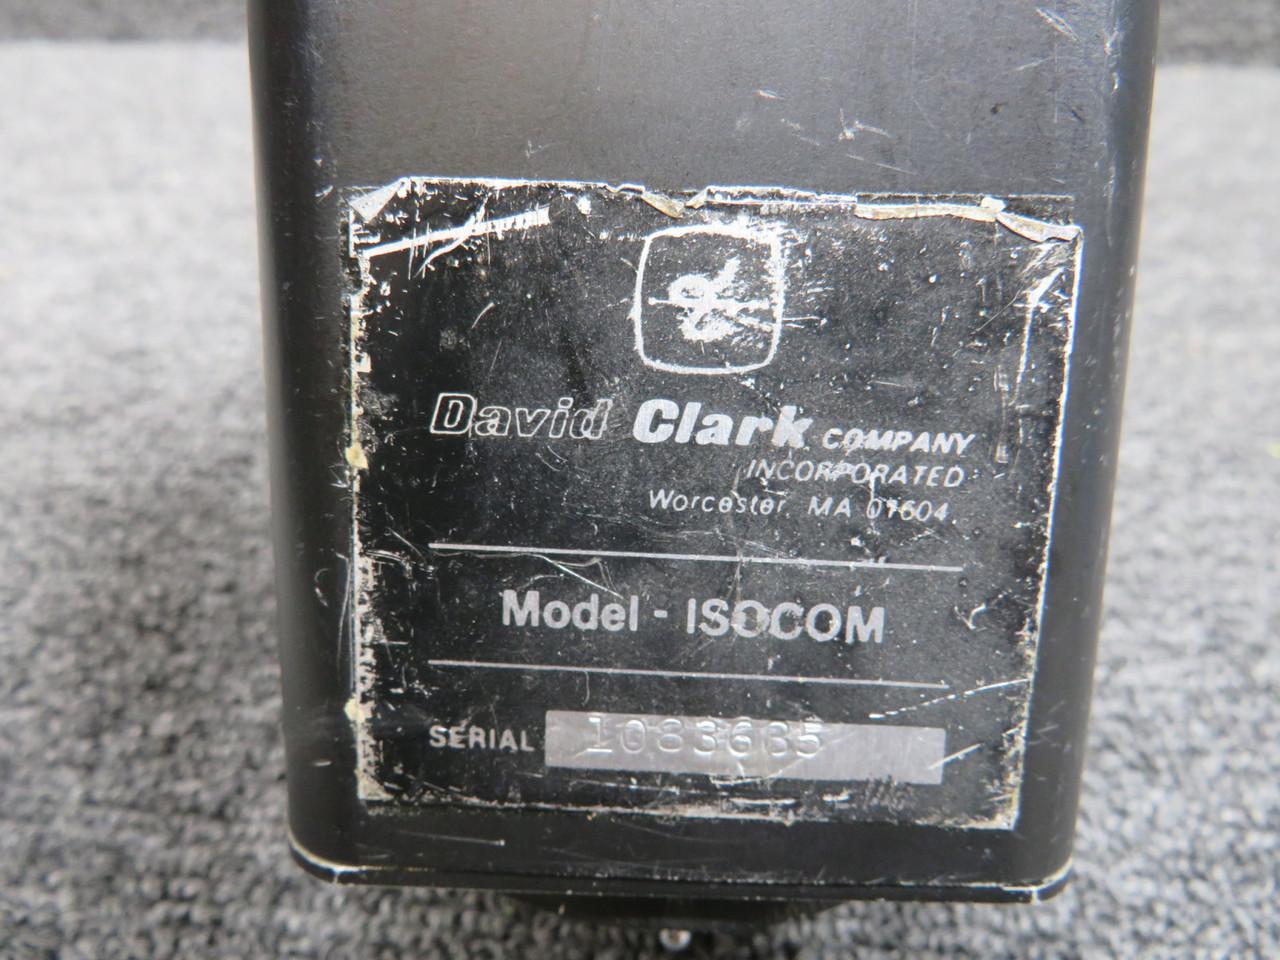 David Clark COMPANY
INCORPORATED
Worcester, MA 01604
Model - ISOCOM
SERIAL 1083685